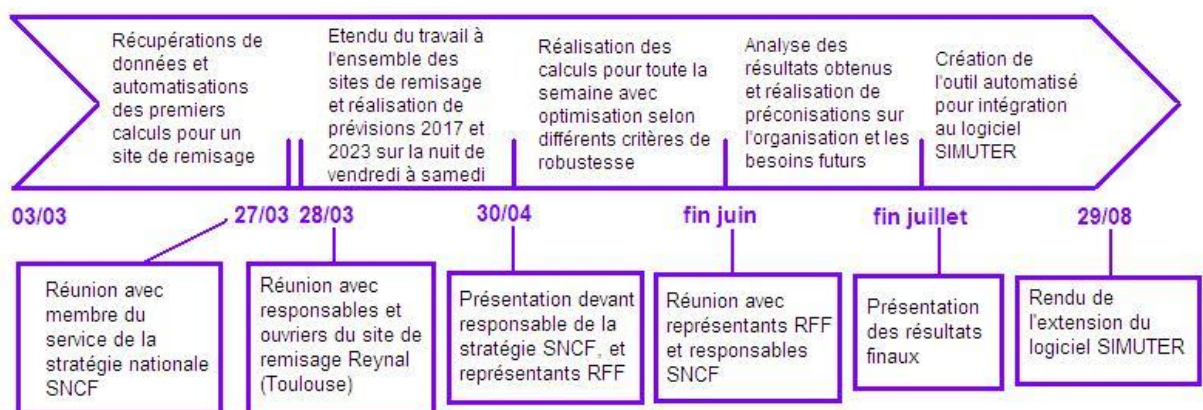 Récupérations de
données et
automatisations
des premiers
calculs pour un
site de remisage
Etendu du travail à
l'ensemble des
sites de remisage
et réalisation de
prévisions 2017 et
2023 sur la nuit de
vendredi à samedi
Réalisation des
calculs pour toute la
semaine avec
optimisation selon
différents critères de
robustesse
Analyse des
résultats obtenus
et réalisation de
préconisations sur
l'organisation et les
besoins futurs
Création de
l'outil automatisé
pour intégration
au logiciel
SIMUTER
03/03
27/03
28/03
30/04
fin juin
fin juillet
29/08
Réunion avec
membre du
service de la
stratégie nationale
SNCF
Réunion avec
responsables et
ouvriers du site de
remisage Reynal
(Toulouse)
Présentation devant
responsable de la
stratégie SNCF, et
représentants RFF
Réunion avec
représentants RFF
et responsables
SNCF
Présentation
des résultats
finaux
Rendu de
l'extension du
logiciel SIMUTER